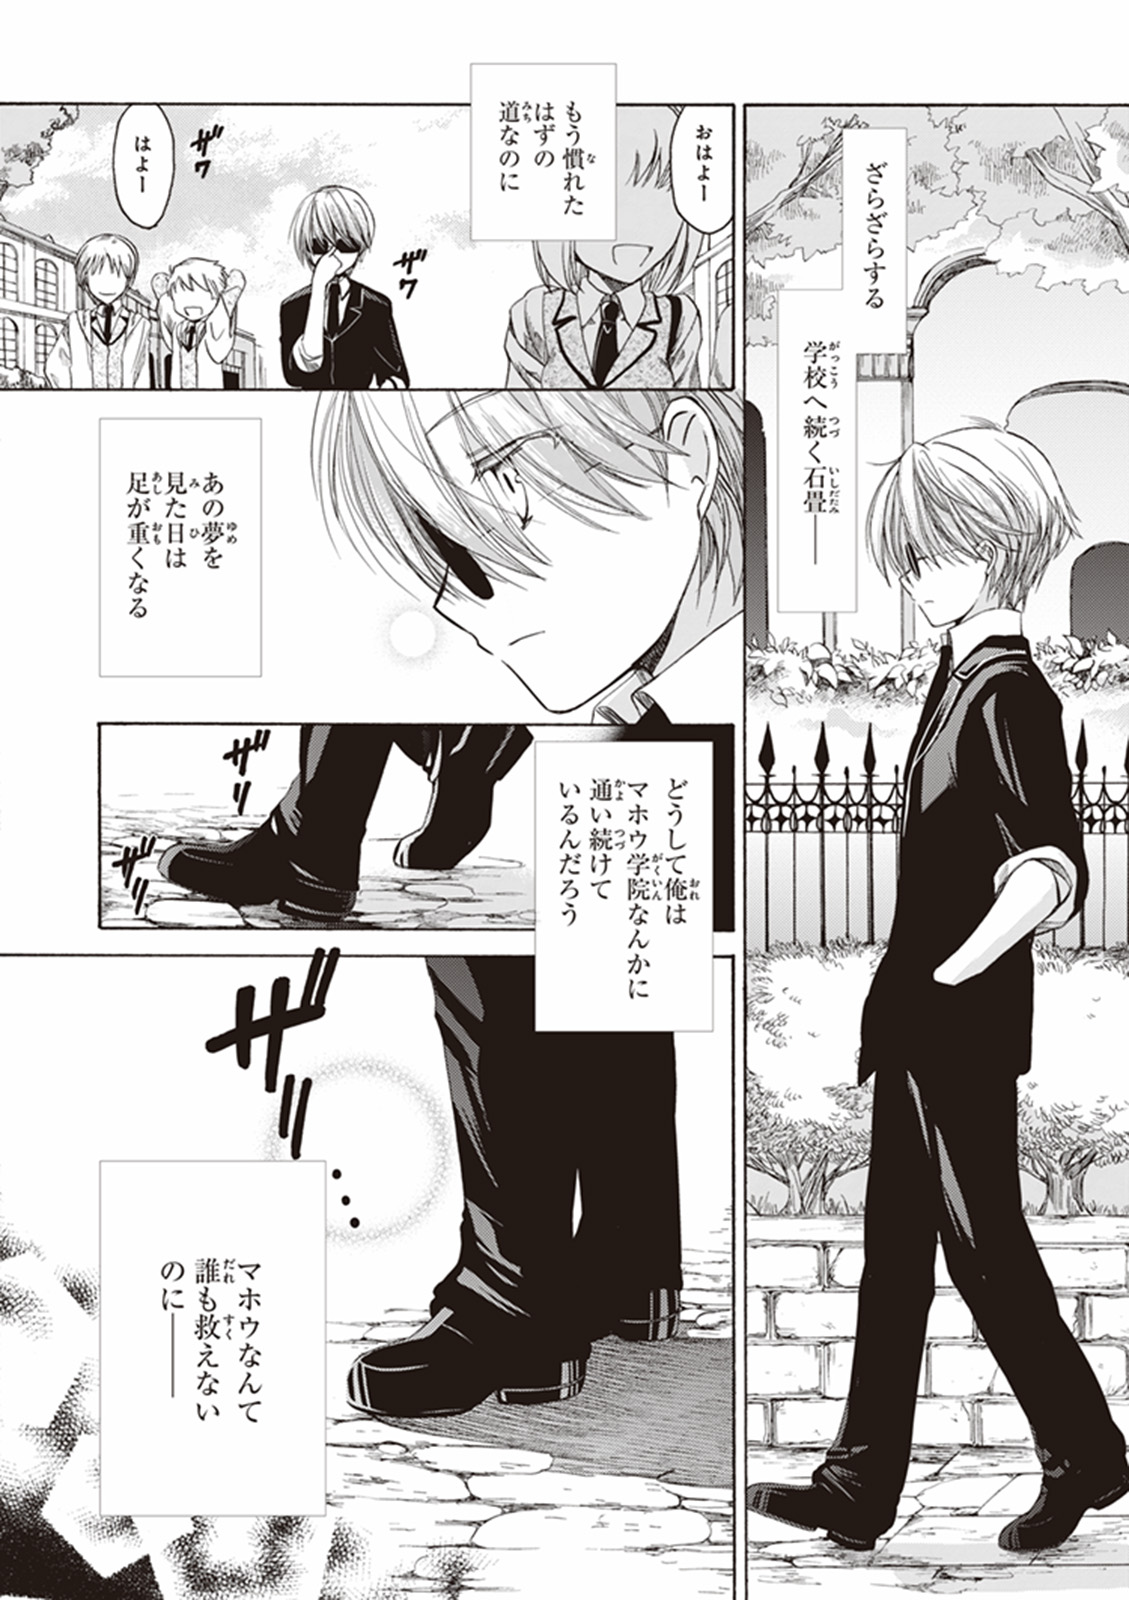 ざらざらする
学校へ続く石畳――
おはよー
もう慣れた
はずの
道なのに
ザワ
ザワ
はよー
あの夢を
見た日は
足が重くなる
どうして俺は
マホウ学院なんかに
通い続けて
いるんだろう
ザッ
ザッ
ザッ
…
マホウなんて
誰も救えない
のに――